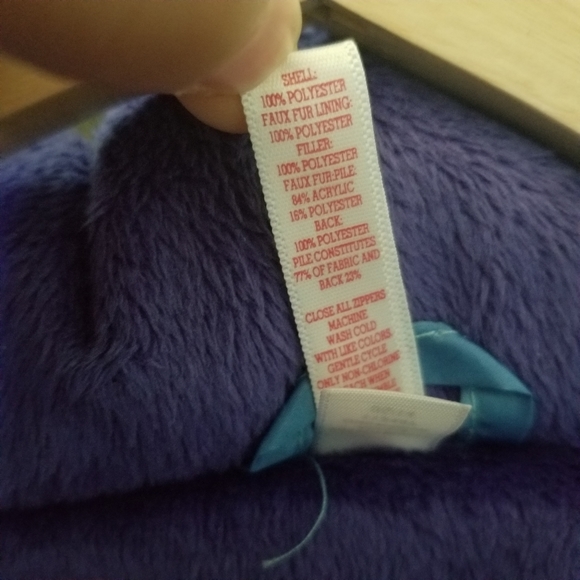 SHELL:
100% POLYESTER
FAUX FUR LINING:
100% POLYESTER
FILLER:
100% POLYESTER
FAUX FUR:PILE:
84% ACRYLIC
16% POLYESTER
BACK:
100% POLYESTER
PILE CONSTITUTES
77% OF FABRIC AND
BACK 23%
CLOSE ALL ZIPPERS
MACHINE
WASH COLD
WITH LIKE COLORS.
GENTLE CYCLE
ONLY NON-CHLORINE
WHEN